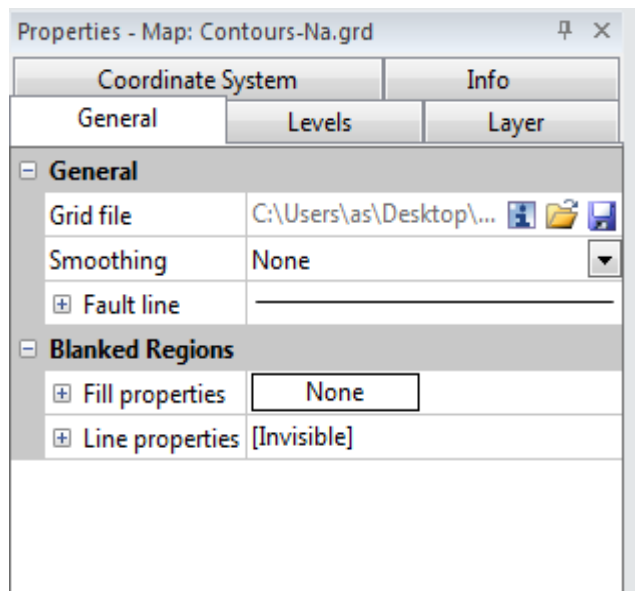 Properties - Map: Contours-Na.grd
Coordinate System Info
General Levels Layer
General
Grid file C:\Users\as\Desktop\...
Smoothing None
Fault line
Blanked Regions
Fill properties None
Line properties [Invisible]